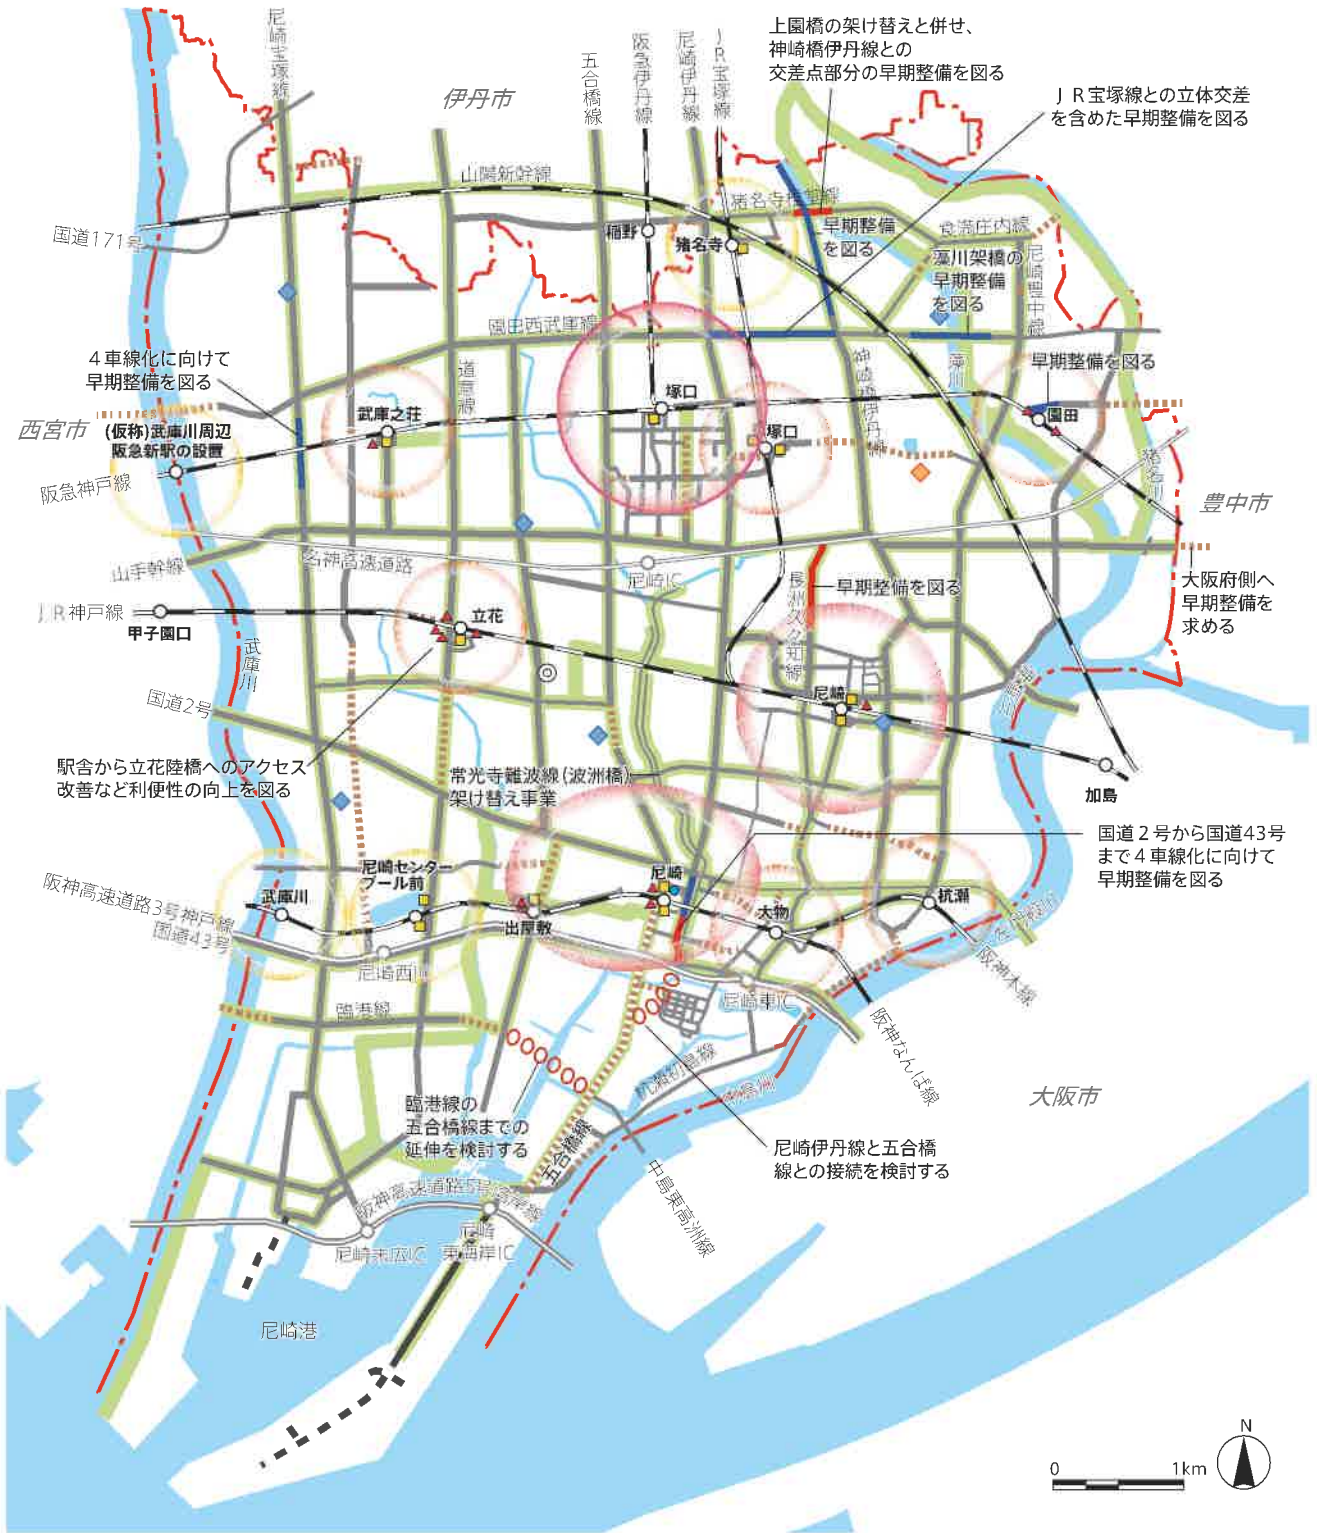 尼崎宝塚線
伊丹市
五合橋線
阪急伊丹線
尼崎伊丹線
ＪＲ宝塚線
上園橋の架け替えと併せ、
神崎橋伊丹線との
交差点部分の早期整備を図る
ＪＲ宝塚線との立体交差
を含めた早期整備を図る
山陽新幹線
国道171号
稲野
猪名寺
早期整備
を図る
食満庄内線
藻川架橋の
早期整備
を図る
尼崎豊中線
園田西武庫線
４車線化に向けて
早期整備を図る
道意線
神崎橋伊丹線
藻川
早期整備を図る
武庫之荘
塚口
塚口
園田
西宮市
(仮称)武庫川周辺
阪急新駅の設置
阪急神戸線
猪名川
豊中市
山手幹線
名神高速道路
尼崎IC
長洲久々知線
早期整備を図る
大阪府側へ
早期整備を
求める
ＪＲ神戸線
甲子園口
立花
武庫川
国道2号
尼崎
加島
駅舎から立花陸橋へのアクセス
改善など利便性の向上を図る
常光寺難波線(波洲橋)
架け替え事業
国道２号から国道43号
まで４車線化に向けて
早期整備を図る
尼崎センター
プール前
武庫川
尼崎
出屋敷
大物
杭瀬
阪神高速道路3号神戸線
国道43号
尼崎西IC
尼崎東IC
阪神本線
阪神なんば線
臨港線
杭瀬初島線
大阪市
臨港線の
五合橋線までの
延伸を検討する
五合橋線
尼崎伊丹線と五合橋
線との接続を検討する
中島東高洲線
阪神高速道路5号湾岸線
尼崎末広IC
尼崎
東海岸IC
尼崎港
N
0
1km